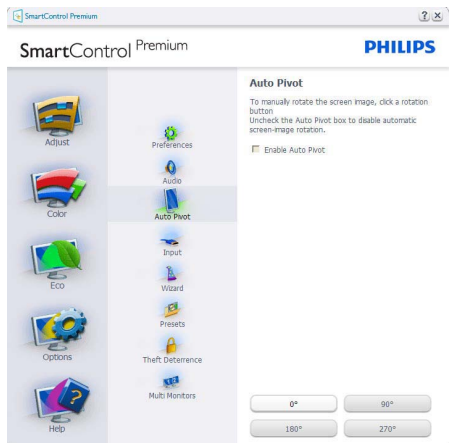 SmartControl Premium
? ×
SmartControl Premium
PHILIPS
Adjust
Color
Eco
Options
Help
Preferences
Audio
Auto Pivot
Input
Wizard
Presets
Theft Deterrence
Multi Monitors
Auto Pivot
To manually rotate the screen image, click a rotation
button
Uncheck the Auto Pivot box to disable automatic
screen-image rotation.
Enable Auto Pivot
0° 90°
180° 270°